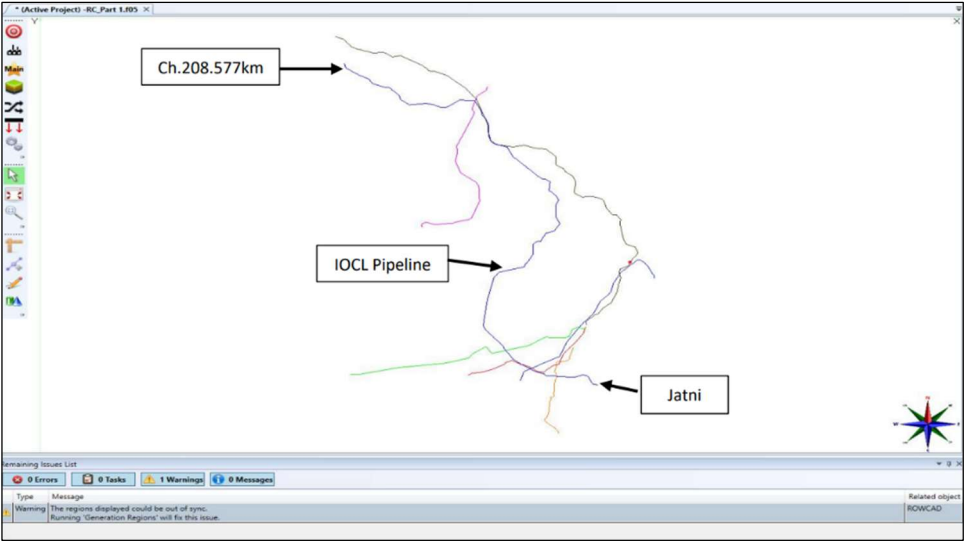 * (Active Project) -RC_Part 1.f05 ×
Y
Main
Ch.208.577km
IOCL Pipeline
Jatni
Remaining Issues List
0 Errors
0 Tasks
1 Warnings
0 Messages
Type Message Related object
Warning The regions displayed could be out of sync. ROWCAD
Running 'Generation Regions' will fix this issue.